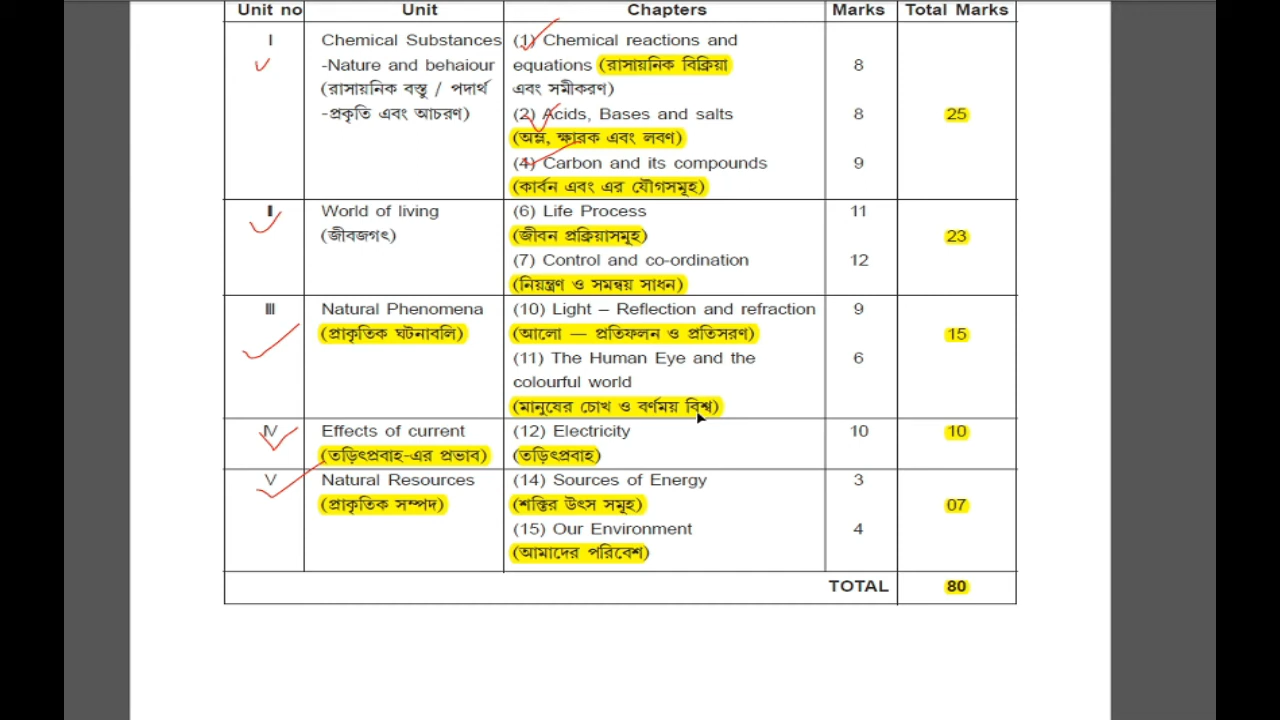 Unit no Unit Chapters Marks Total Marks
I Chemical Substances (1) Chemical reactions and
-Nature and behaiour equations (রাসায়নিক বিক্রিয়া 8
(রাসায়নিক বস্তু / পদার্থ এবং সমীকরণ)
-প্রকৃতি এবং আচরণ) (2) Acids, Bases and salts 8 25
(অম্ল, ক্ষারক এবং লবণ)
(4) Carbon and its compounds 9
(কার্বন এবং এর যৌগসমূহ)
II World of living (6) Life Process 11
(জীবজগৎ) (জীবন প্রক্রিয়াসমূহ) 23
(7) Control and co-ordination 12
(নিয়ন্ত্রণ ও সমন্বয় সাধন)
III Natural Phenomena (10) Light – Reflection and refraction 9
(প্রাকৃতিক ঘটনাবলি) (আলো — প্রতিফলন ও প্রতিসরণ) 15
(11) The Human Eye and the 6
colourful world
(মানুষের চোখ ও বর্ণময় বিশ্ব)
IV Effects of current (12) Electricity 10 10
(তড়িৎপ্রবাহ-এর প্রভাব) (তড়িৎপ্রবাহ)
V Natural Resources (14) Sources of Energy 3
(প্রাকৃতিক সম্পদ) (শক্তির উৎস সমূহ) 07
(15) Our Environment 4
(আমাদের পরিবেশ)
TOTAL 80